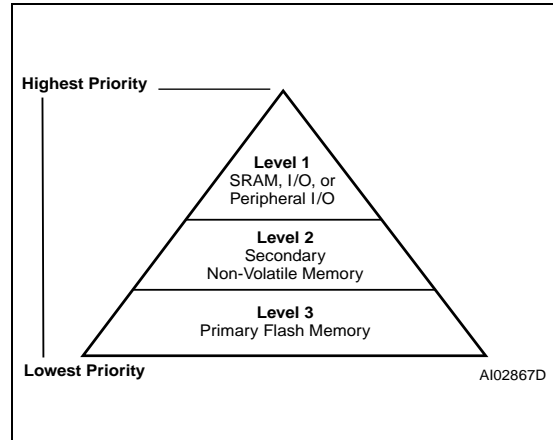 Highest Priority
Level 1
SRAM, I/O, or
Peripheral I/O
Level 2
Secondary
Non-Volatile Memory
Level 3
Primary Flash Memory
Lowest Priority
AI02867D